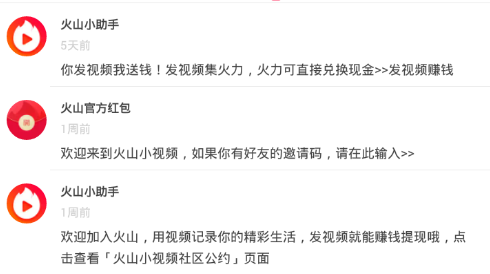 火山小助手
5天前
你发视频我送钱！发视频集火力，火力可直接兑换现金>>发视频赚钱
火山官方红包
1周前
欢迎来到火山小视频，如果你有好友的邀请码，请在此输入>>
火山小助手
1周前
欢迎加入火山，用视频记录你的精彩生活，发视频就能赚钱提现哦，点
击查看「火山小视频社区公约」页面